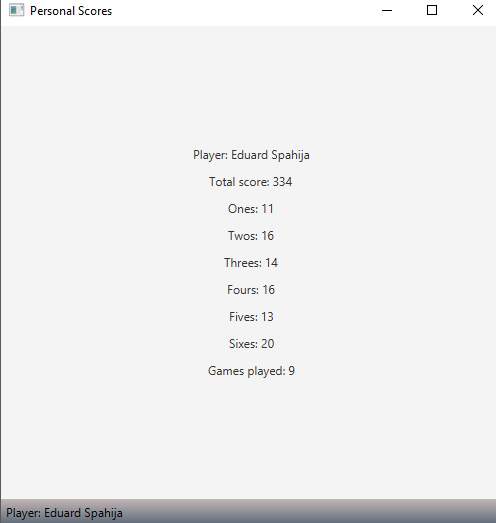 Personal Scores
Player: Eduard Spahija
Total score: 334
Ones: 11
Twos: 16
Threes: 14
Fours: 16
Fives: 13
Sixes: 20
Games played: 9
Player: Eduard Spahija